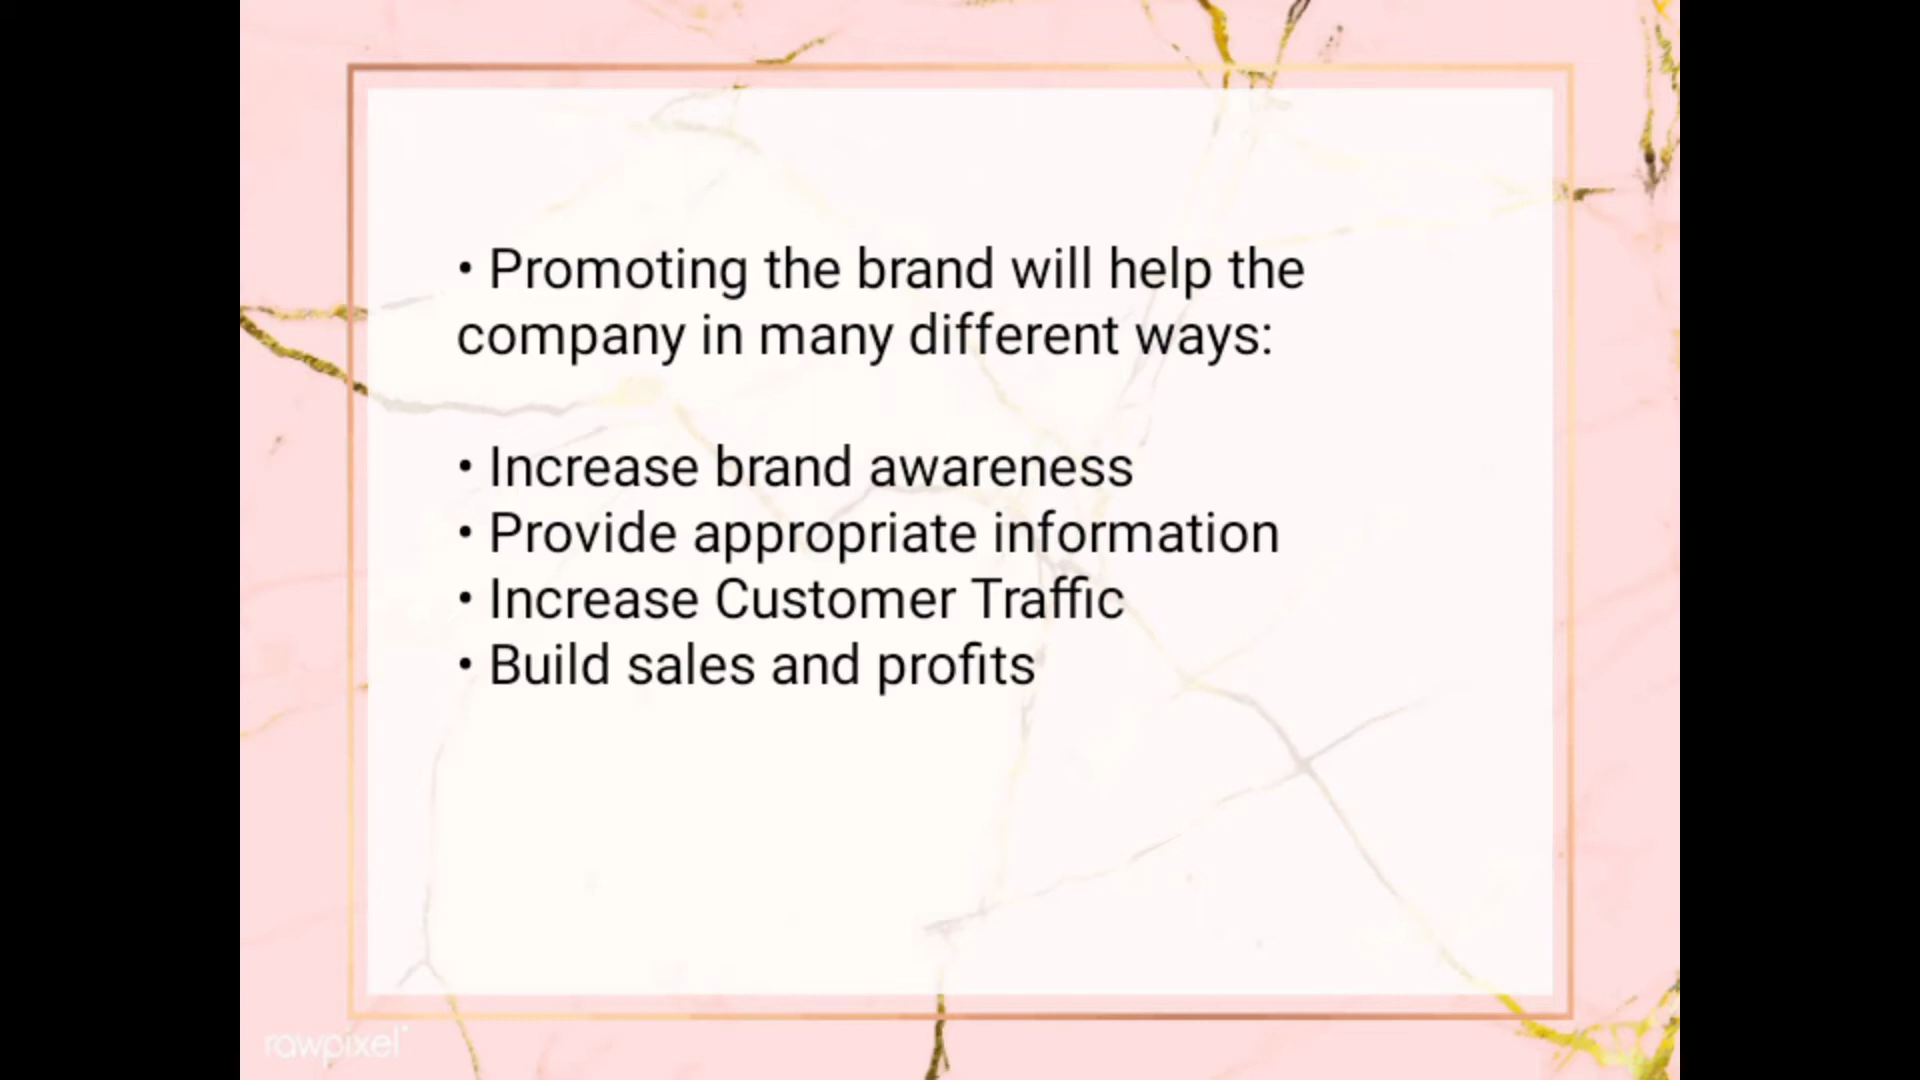 • Promoting the brand will help the
company in many different ways:
• Increase brand awareness
• Provide appropriate information
• Increase Customer Traffic
• Build sales and profits
rawpixel